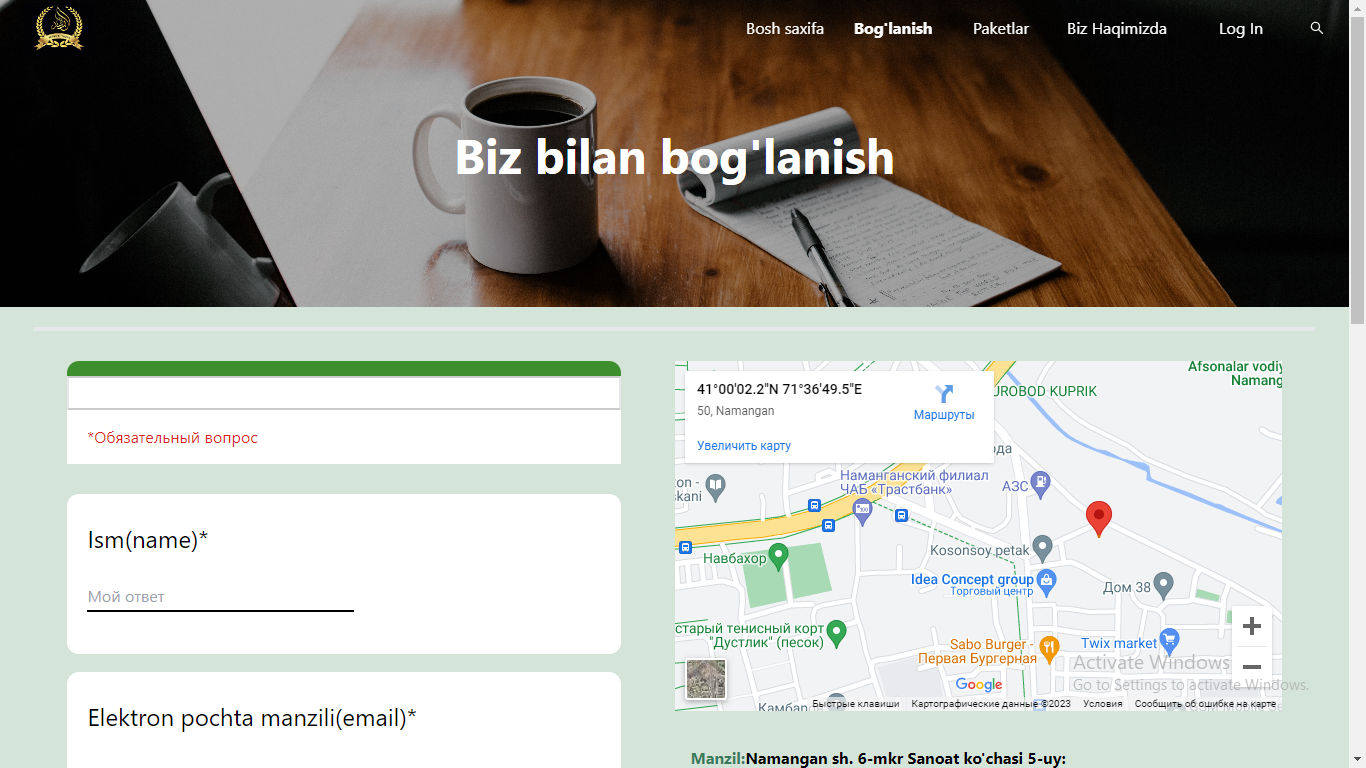 Bosh saxifa
Bog'lanish
Paketlar
Biz Haqimizda
Log In
Biz bilan bog'lanish
*Обязательный вопрос
Ism(name)*
Мой ответ
Elektron pochta manzili(email)*
41°00'02.2"N 71°36'49.5"E
50, Namangan
Увеличить карту
Маршруты
Afsonalar vodiy
Namang
UROBOD KUPRIK
ода
Наманганский филиал
ЧАБ «Трастбанк»
АЗС
zon -
skani
Навбахор
Kosonsoy petak
Idea Concept group
Торговый центр
Дом 38
старый тенисный корт
"Дустлик" (песок)
Sabo Burger -
Первая Бургерная
Twix market
Activate Windows
Go to Settings to activate Windows.
Google
Камбар
Быстрые клавиши
Картографические данные ©2023
Условия
Сообщить об ошибке на карте
Manzil:Namangan sh. 6-mkr Sanoat ko'chasi 5-uy: